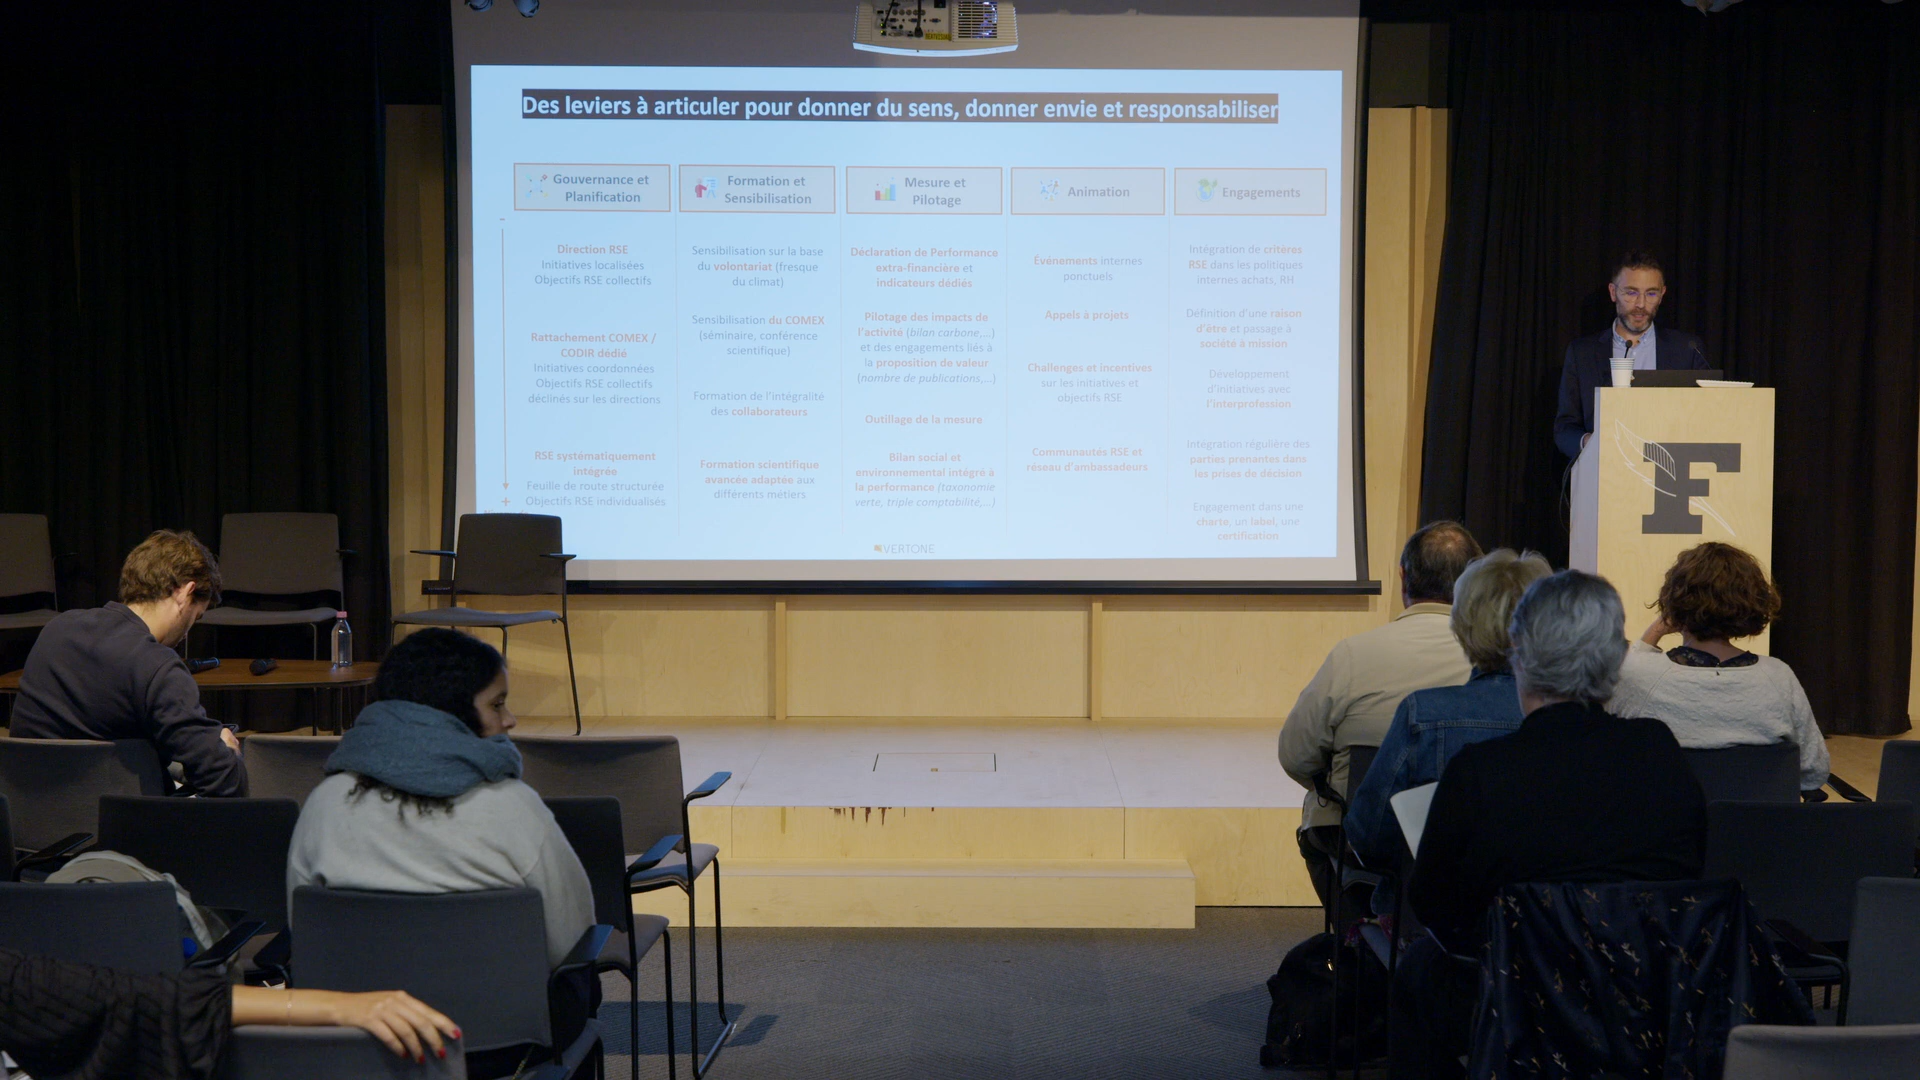 Des leviers à articuler pour donner du sens, donner envie et responsabiliser
Gouvernance et
Planification
-
Direction RSE
Initiatives localisées
Objectifs RSE collectifs
Rattachement COMEX /
CODIR dédié
Initiatives coordonnées
Objectifs RSE collectifs
déclinés sur les directions
RSE systématiquement
intégrée
Feuille de route structurée
Objectifs RSE individualisés
+
Formation et
Sensibilisation
Sensibilisation sur la base
du volontariat (fresque
du climat)
Sensibilisation du COMEX
(séminaire, conférence
scientifique)
Formation de l'intégralité
des collaborateurs
Formation scientifique
avancée adaptée aux
différents métiers
Mesure et
Pilotage
Déclaration de Performance
extra-financière et
indicateurs dédiés
Pilotage des impacts de
l'activité (bilan carbone,...)
et des engagements liés à
la proposition de valeur
(nombre de publications,...)
Outillage de la mesure
Bilan social et
environnemental intégré à
la performance (taxonomie
verte, triple comptabilité,...)
Animation
Événements internes
ponctuels
Appels à projets
Challenges et incentives
sur les initiatives et
objectifs RSE
Communautés RSE et
réseau d'ambassadeurs
Engagements
Intégration de critères
RSE dans les politiques
internes achats, RH
Définition d'une raison
d'être et passage à
société à mission
Développement
d'initiatives avec
l'interprofession
Intégration régulière des
parties prenantes dans
les prises de décision
Engagement dans une
charte, un label, une
certification
VERTONE
F